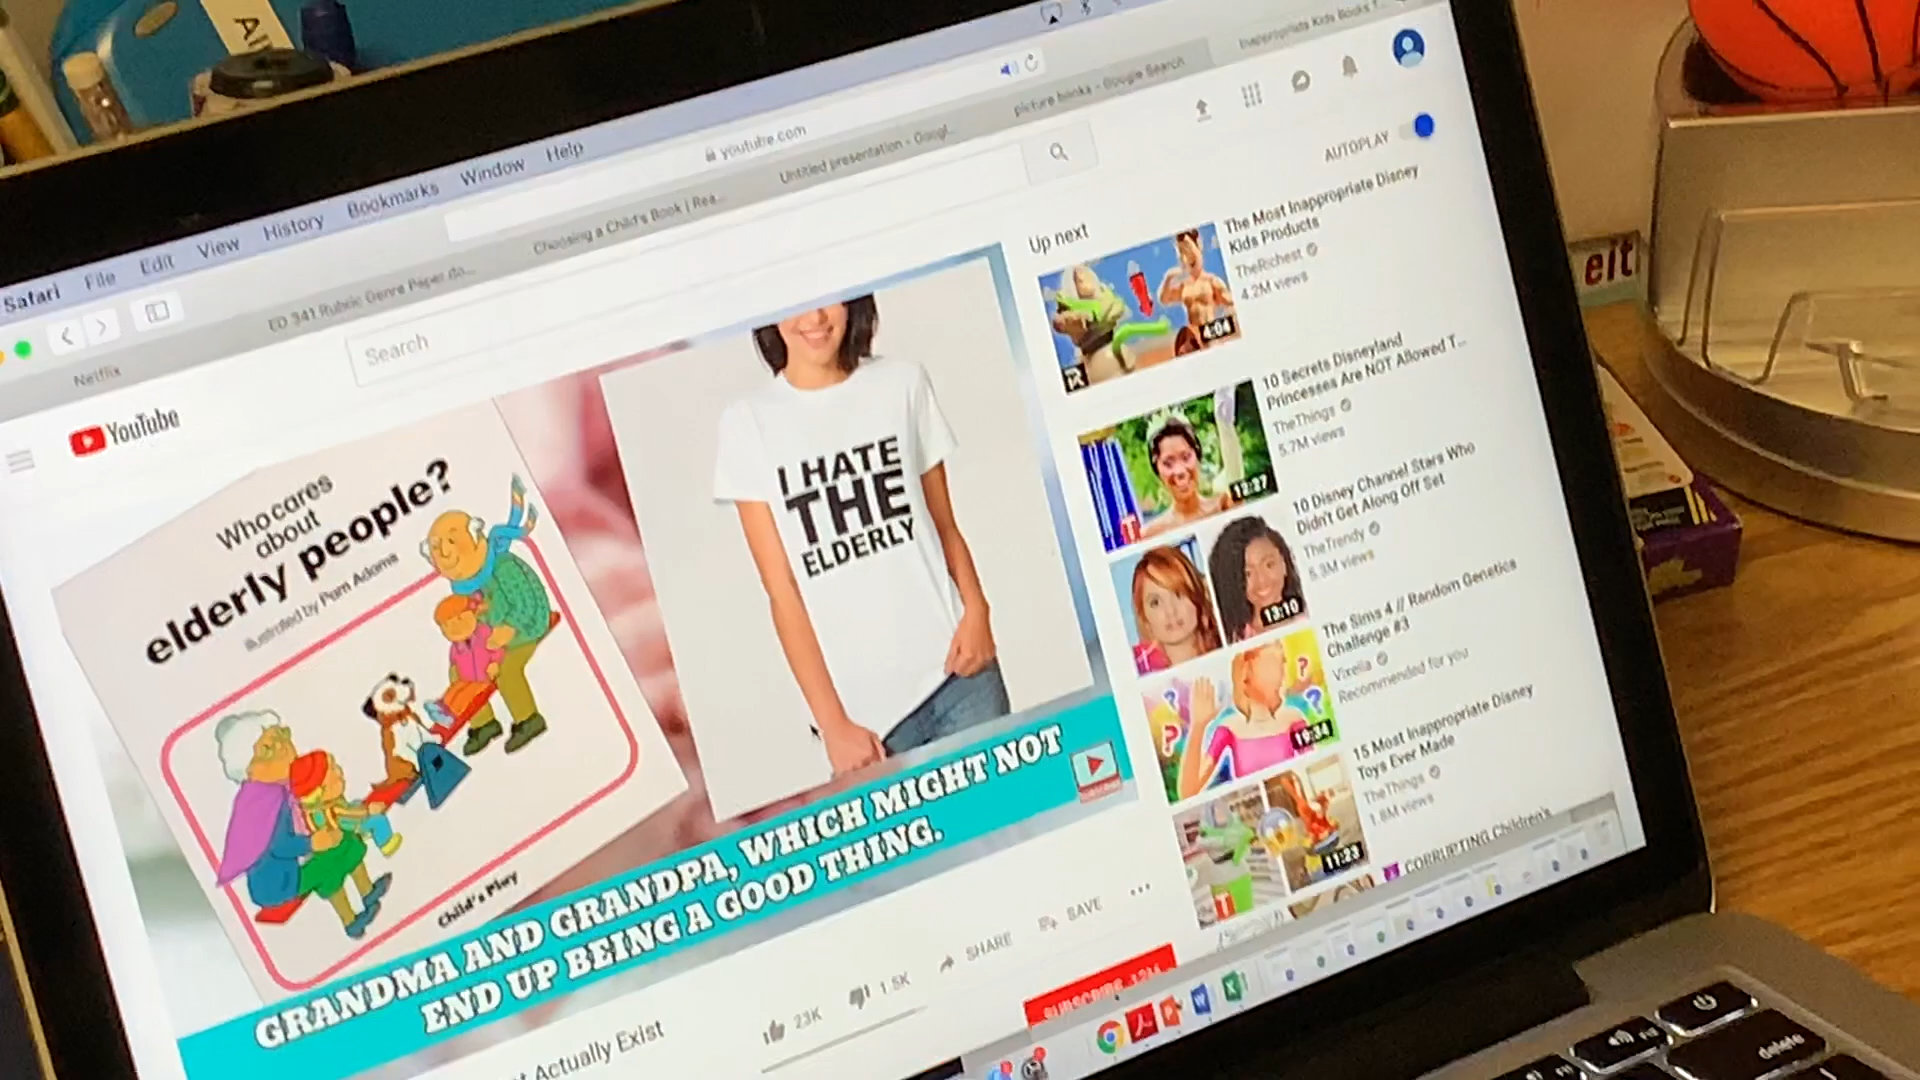 Safari File Edit View History Bookmarks Window Help
youtube.com
Netflix
ED 341 Rubric Genre Paper
Choosing a Child's Book | Rea...
Untitled presentation - Googl...
picture books - Google Search
Inappropriate Kids Books
YouTube
Search
Who cares
about
elderly people?
illustrated by Pam Adams
Child's Play
I HATE
THE
ELDERLY
GRANDMA AND GRANDPA, WHICH MIGHT NOT
END UP BEING A GOOD THING.
Actually Exist
23K
1.5K
SHARE
SAVE
Up next
AUTOPLAY
The Most Inappropriate Disney
Kids Products
TheRichest
4.2M views
4:04
10 Secrets Disneyland
Princesses Are NOT Allowed T...
TheThings
5.7M views
12:27
10 Disney Channel Stars Who
Didn't Get Along Off Set
TheTrendy
5.3M views
13:10
The Sims 4 // Random Genetics
Challenge #3
Vixella
Recommended for you
19:34
15 Most Inappropriate Disney
Toys Ever Made
TheThings
1.8M views
11:23
CORRUPTING Children's
delete